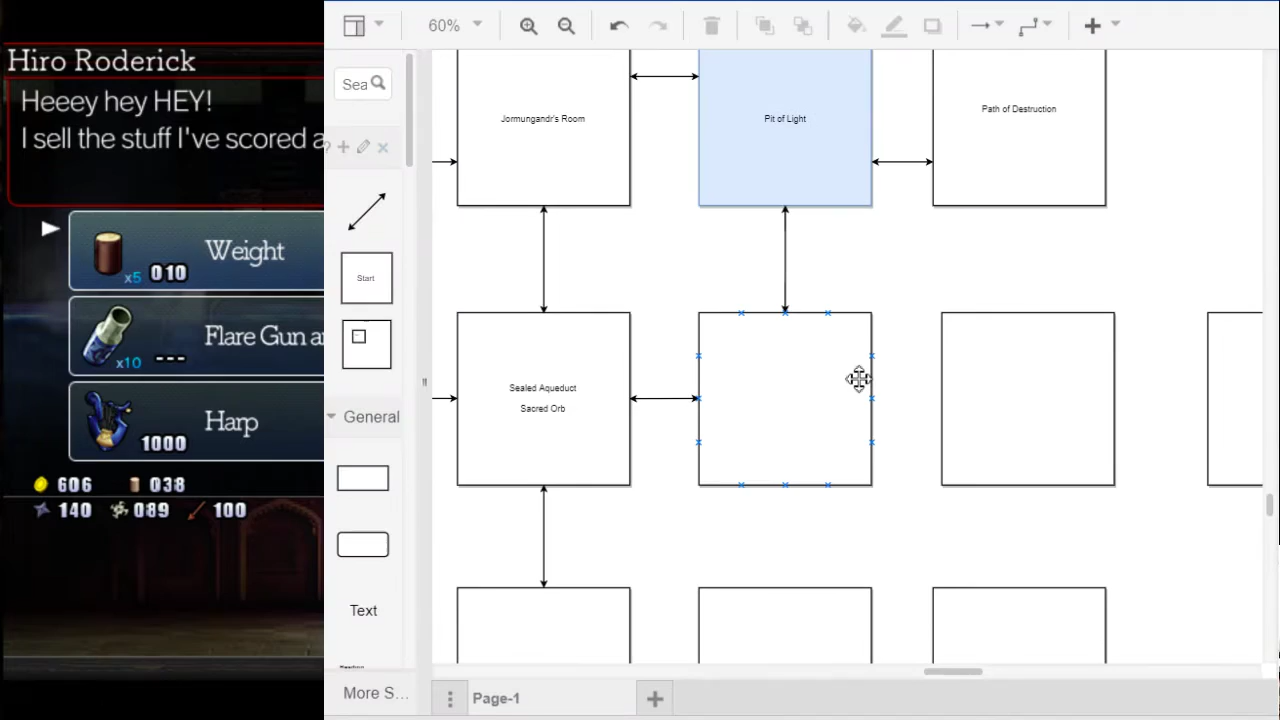 Hiro Roderick
Heeey hey HEY!
I sell the stuff I've scored a
Weight
x5 010
Flare Gun a
x10 ---
Harp
1000
606 038
140 089 100
60%
Sea
Start
General
Text
More S...
Jormungandr's Room
Pit of Light
Path of Destruction
Sealed Aqueduct
Sacred Orb
Page-1